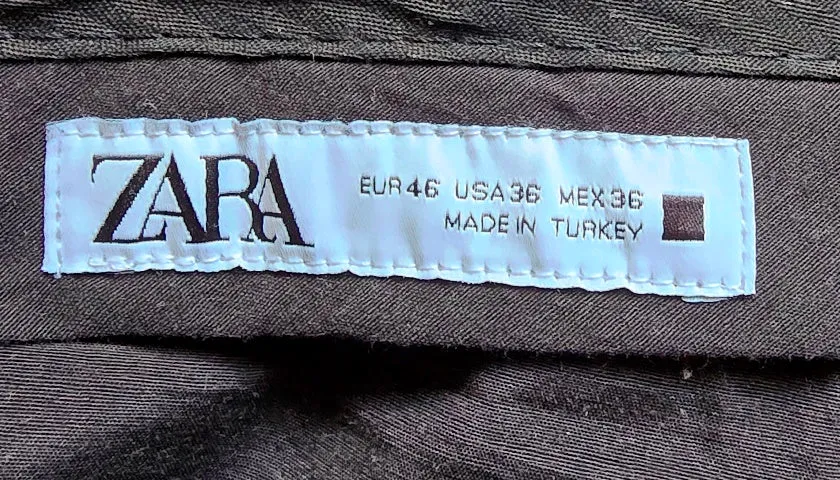 ZARA
EUR 46 USA 36 MEX 36
MADE IN TURKEY